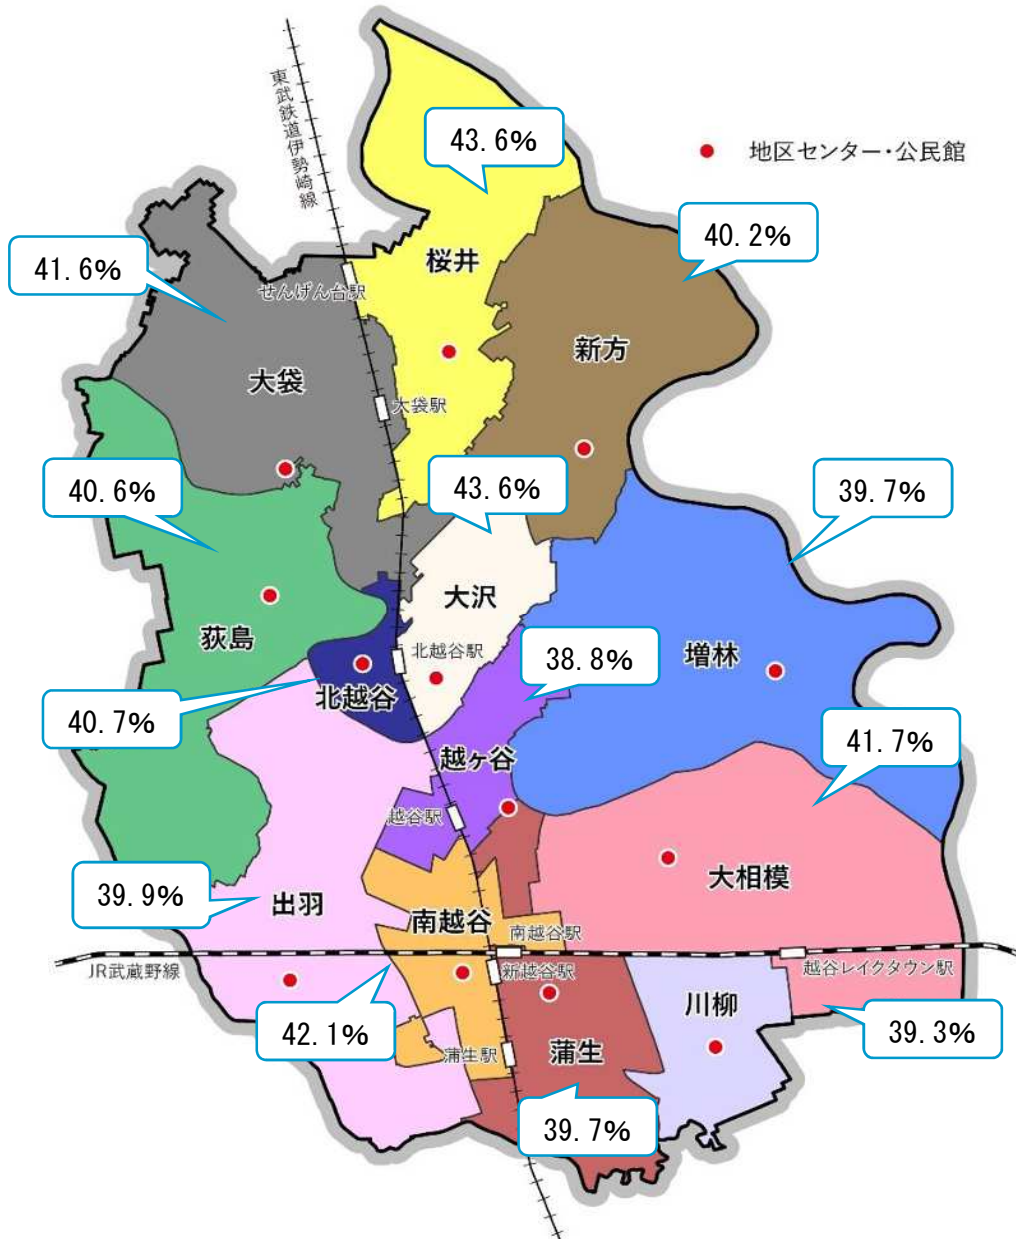 東武鉄道伊勢崎線
43.6%
地区センター・公民館
40.2%
41.6%
桜井
せんげん台駅
新方
大袋
大袋駅
40.6%
43.6%
39.7%
大沢
荻島
北越谷駅
38.8%
増林
北越谷
40.7%
越ヶ谷
41.7%
越谷駅
大相模
39.9%
出羽
南越谷
南越谷駅
JR武蔵野線
新越谷駅
越谷レイクタウン駅
川柳
42.1%
39.3%
蒲生駅
蒲生
39.7%